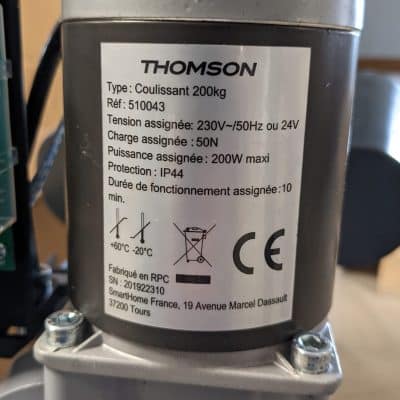 THOMSON
Type: Coulissant 200kg
Réf: 510043
Tension assignée: 230V~/50Hz ou 24V
Charge assignée : 50N
Puissance assignée : 200W maxi
Protection : IP44
Durée de fonctionnement assignée:10
min.
+60°C -20°C
CE
Fabriqué en RPC
SN : 201922310
SmartHome France, 19 Avenue Marcel Dassault
37200 Tours